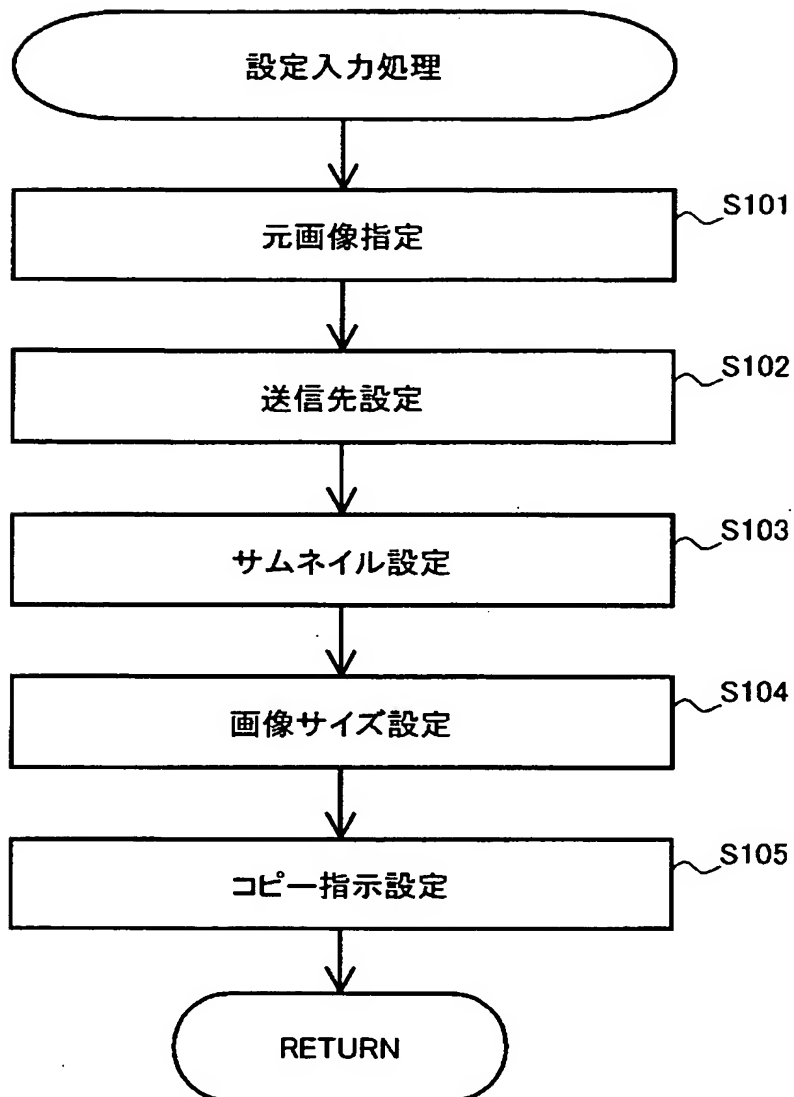 設定入力処理
元画像指定
S101
送信先設定
S102
サムネイル設定
S103
画像サイズ設定
S104
コピー指示設定
S105
RETURN